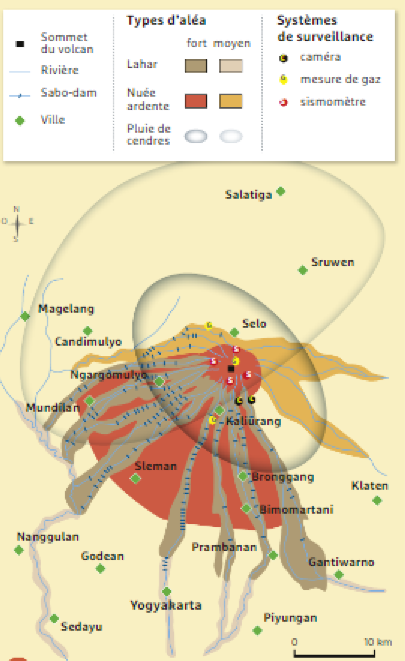 Types d'aléa
fort moyen
Systèmes
de surveillance
Sommet
du volcan
Rivière
Sabo-dam
Ville
Lahar
Nuée
ardente
Pluie de
cendres
caméra
G mesure de gaz
S sismomètre
N
O E
S
Salatiga
Sruwen
Magelang
Candimulyo
Selo
Ngargomulyo
Mundilan
Kaliurang
Sleman
Bronggang
Bimomartani
Klaten
Nanggulan
Godean
Prambanan
Gantiwarno
Yogyakarta
Sedayu
Piyungan
0 10 km